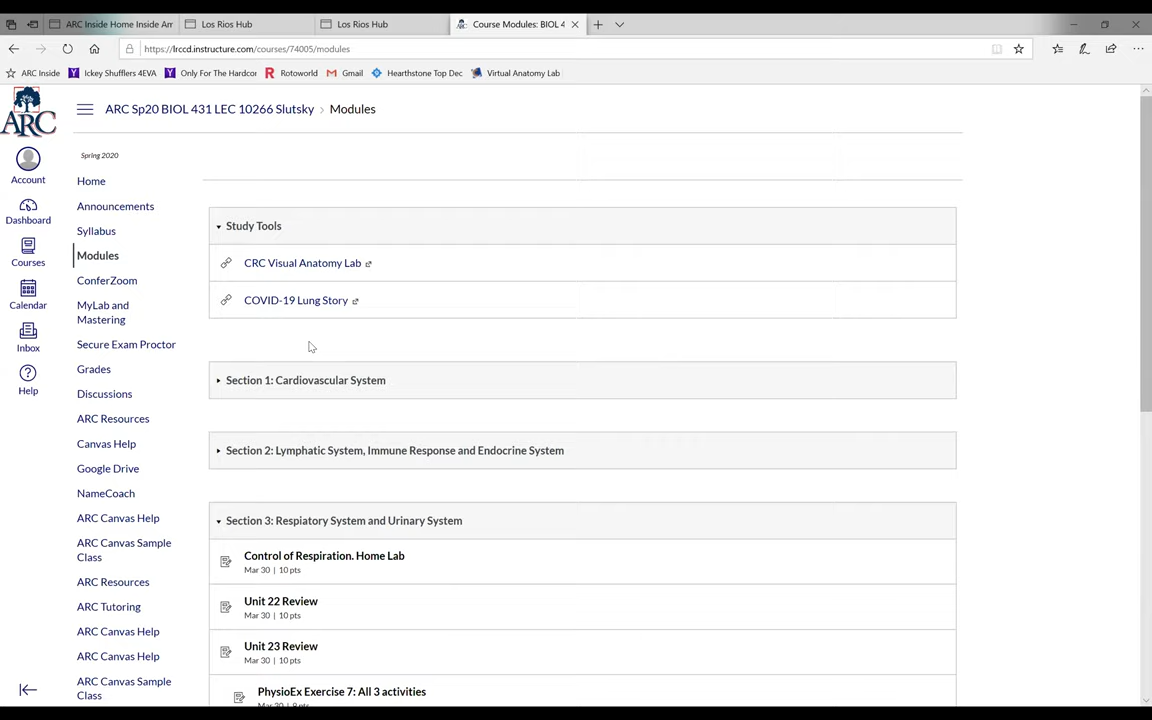 ARC Inside Home Inside Am
Los Rios Hub
Los Rios Hub
Course Modules: BIOL 4
https://lrccd.instructure.com/courses/74005/modules
ARC Inside
Ickey Shufflers 4EVA
Only For The Hardcor
Rotoworld
Gmail
Hearthstone Top Dec
Virtual Anatomy Lab
ARC
ARC Sp20 BIOL 431 LEC 10266 Slutsky > Modules
Account
Dashboard
Courses
Calendar
Inbox
Help
Spring 2020
Home
Announcements
Syllabus
Modules
ConferZoom
MyLab and
Mastering
Secure Exam Proctor
Grades
Discussions
ARC Resources
Canvas Help
Google Drive
NameCoach
ARC Canvas Help
ARC Canvas Sample
Class
ARC Resources
ARC Tutoring
ARC Canvas Help
ARC Canvas Help
ARC Canvas Sample
Class
Study Tools
CRC Visual Anatomy Lab
COVID-19 Lung Story
Section 1: Cardiovascular System
Section 2: Lymphatic System, Immune Response and Endocrine System
Section 3: Respiatory System and Urinary System
Control of Respiration. Home Lab
Mar 30 | 10 pts
Unit 22 Review
Mar 30 | 10 pts
Unit 23 Review
Mar 30 | 10 pts
PhysioEx Exercise 7: All 3 activities
Mar 30 | 9 pts